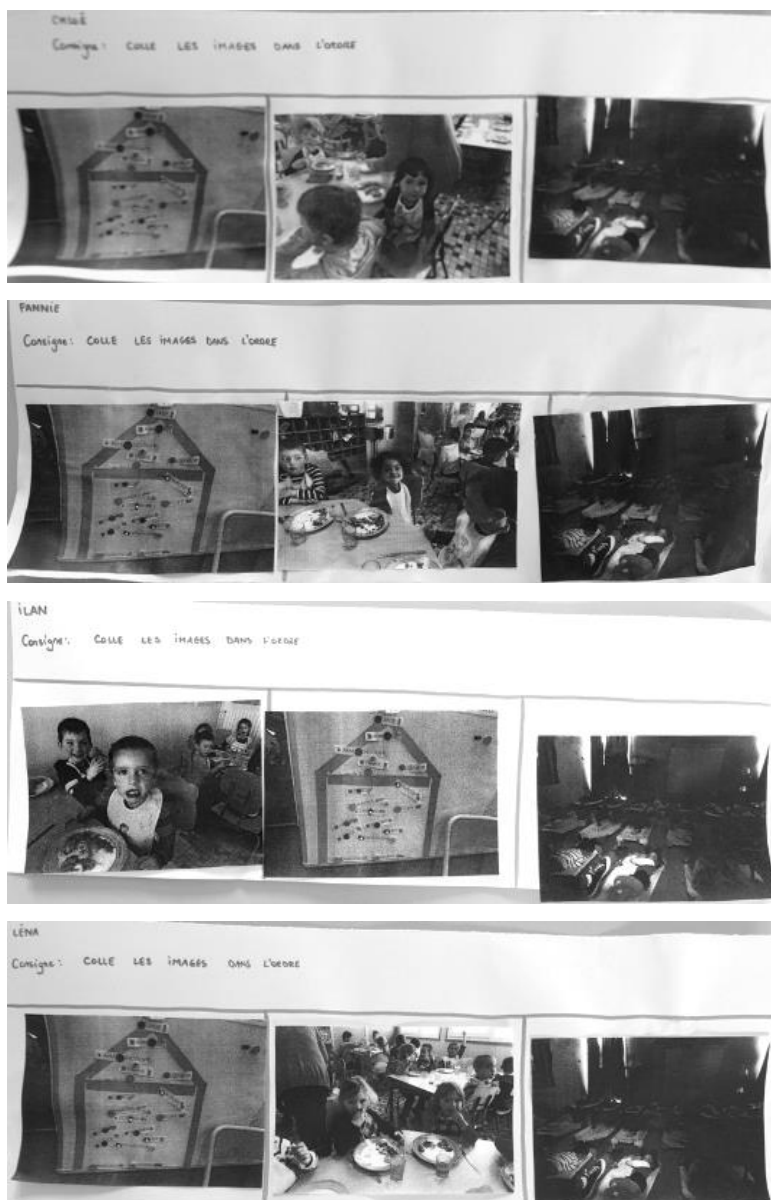 CHLOÉ
Consigne: COLLE LES IMAGES DANS L'ORDRE
FANNIE
Consigne: COLLE LES IMAGES DANS L'ORDRE
iLAN
Consigne: COLLE LES IMAGES DANS L'ORDRE
LÉNA
Consigne: COLLE LES IMAGES DANS L'ORDRE